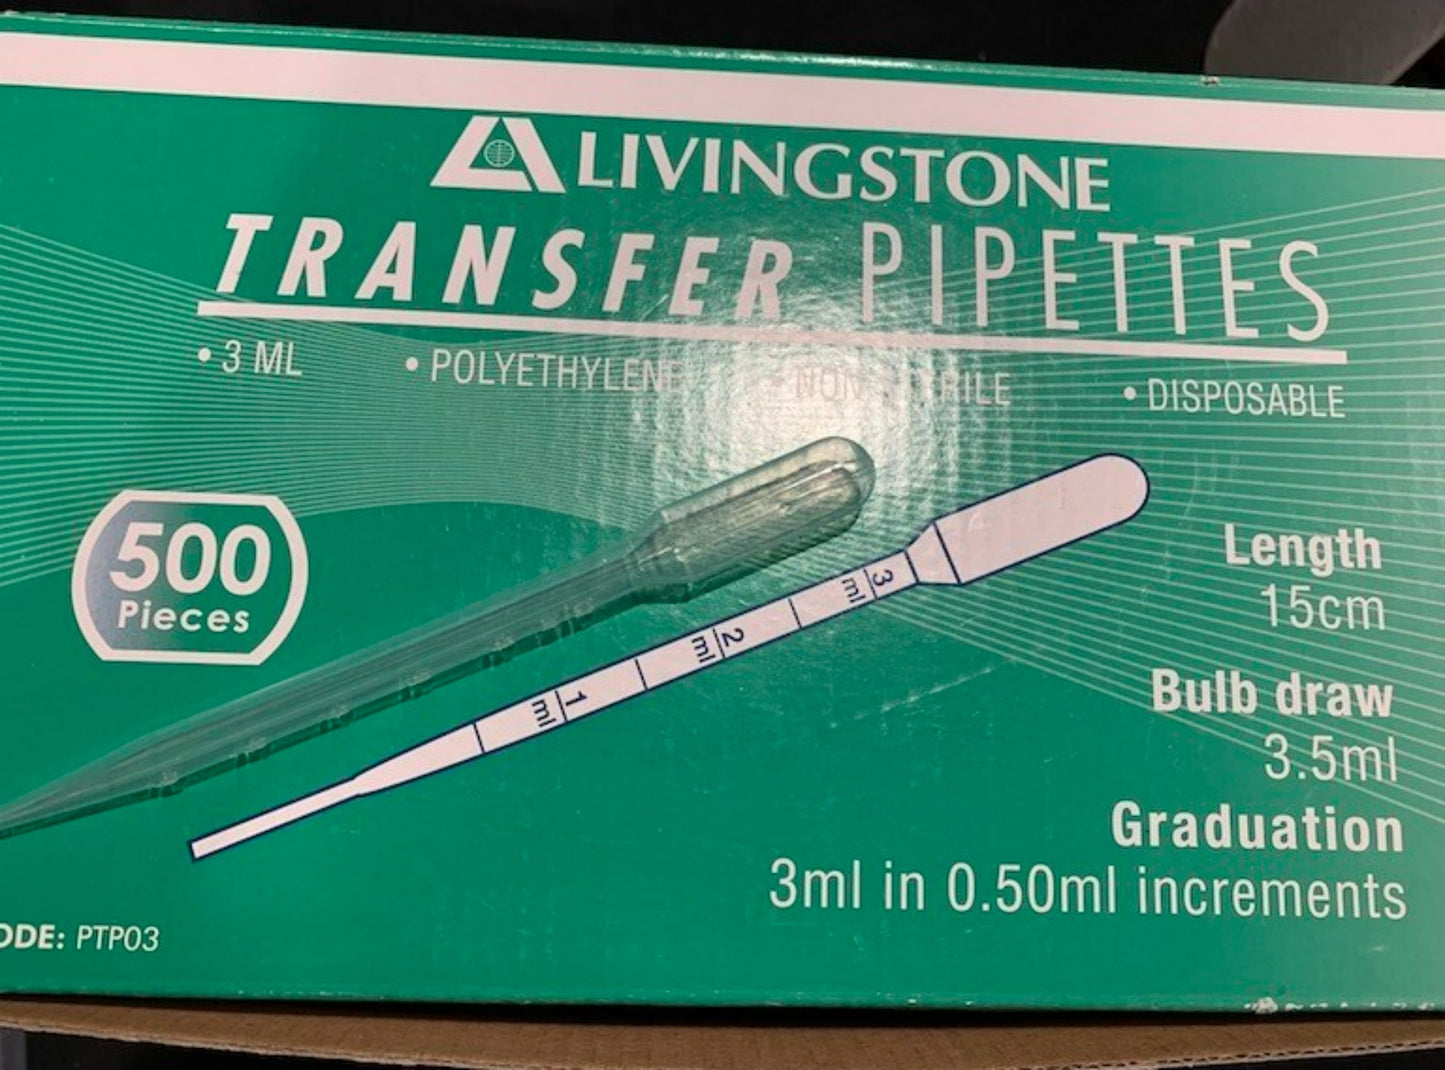 LIVINGSTONE
TRANSFER PIPETTES
• 3 ML • POLYETHYLENE • NON • DISPOSABLE
500
Pieces
3
ml
2
ml
1
ml
Length
15cm
Bulb draw
3.5ml
Graduation
3ml in 0.50ml increments
PTP03